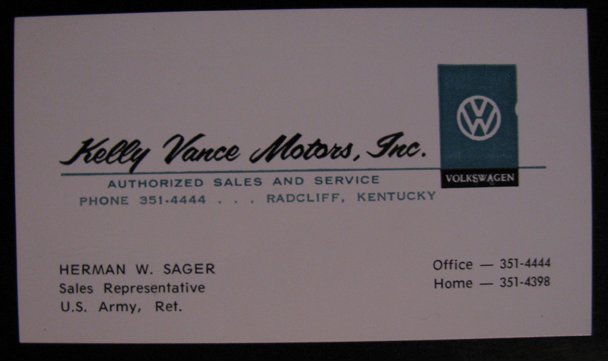 VW
Kelly Vance Motors, Inc.
VOLKSWAGEN
AUTHORIZED SALES AND SERVICE
PHONE 351-4444 . . . RADCLIFF, KENTUCKY
HERMAN W. SAGER
Sales Representative
U.S. Army, Ret.
Office — 351-4444
Home — 351-4398